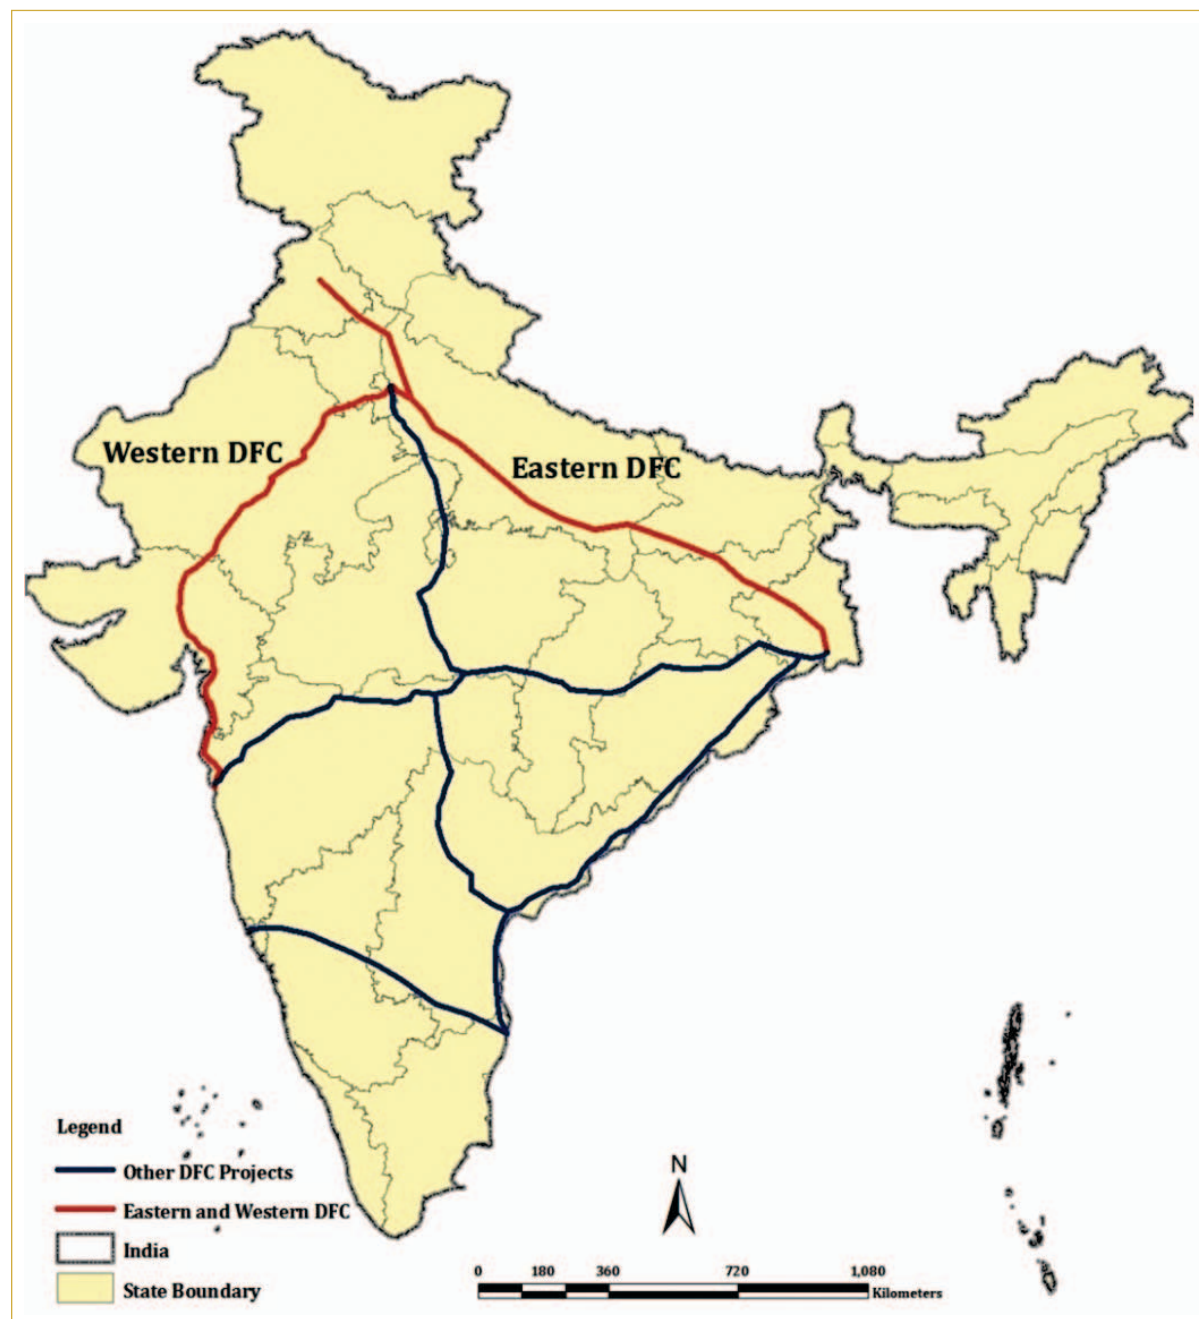 Western DFC
Eastern DFC
Legend
Other DFC Projects
Eastern and Western DFC
India
State Boundary
N
0 180 360 720 1,080
Kilometers